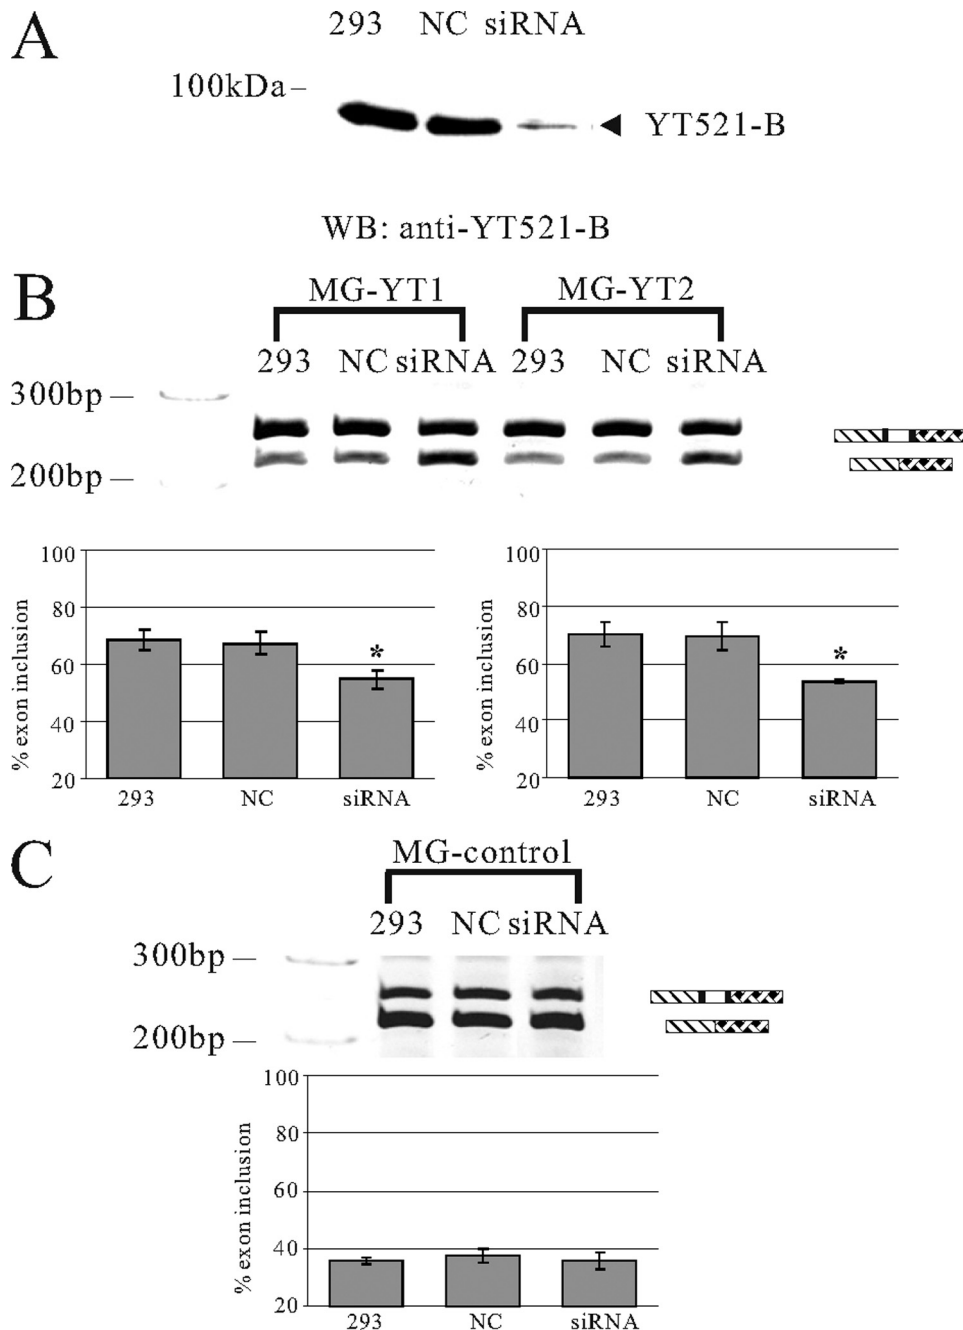 A
293 NC siRNA
100kDa
YT521-B
WB: anti-YT521-B
B
MG-YT1 MG-YT2
293 NC siRNA 293 NC siRNA
300bp
200bp
% exon inclusion
100
80
60
40
20
*
293 NC siRNA
% exon inclusion
100
80
60
40
20
*
293 NC siRNA
C
MG-control
293 NC siRNA
300bp
200bp
% exon inclusion
100
80
60
40
20
293 NC siRNA